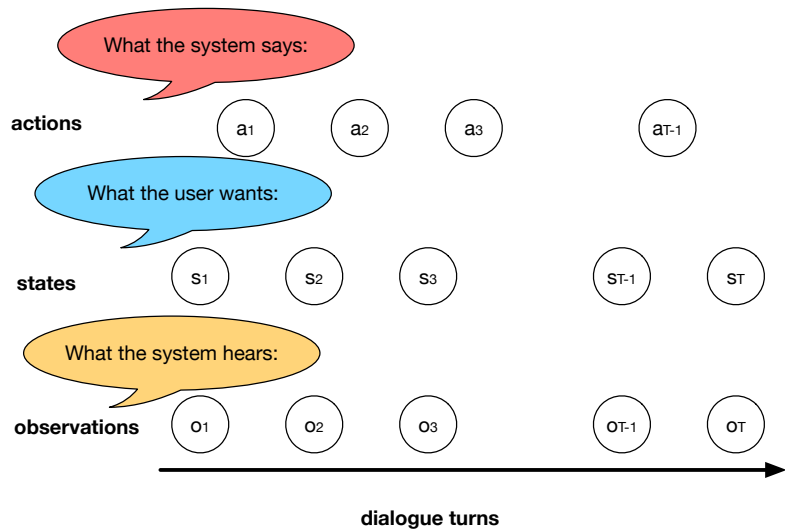 What the system says:
actions
a1 a2 a3 aT-1
What the user wants:
states
s1 s2 s3 sT-1 sT
What the system hears:
observations
o1 o2 o3 oT-1 oT
dialogue turns